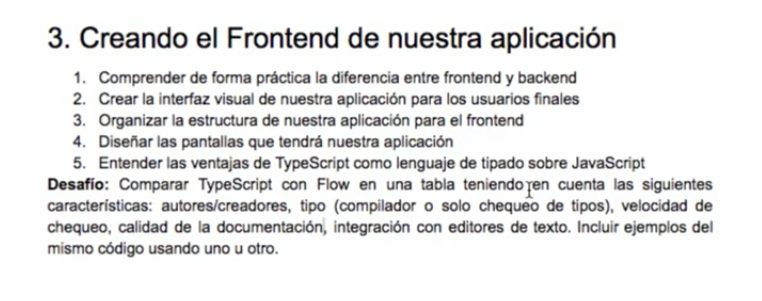 3. Creando el Frontend de nuestra aplicación
1. Comprender de forma práctica la diferencia entre frontend y backend
2. Crear la interfaz visual de nuestra aplicación para los usuarios finales
3. Organizar la estructura de nuestra aplicación para el frontend
4. Diseñar las pantallas que tendrá nuestra aplicación
5. Entender las ventajas de TypeScript como lenguaje de tipado sobre JavaScript
Desafío: Comparar TypeScript con Flow en una tabla teniendo en cuenta las siguientes
características: autores/creadores, tipo (compilador o solo chequeo de tipos), velocidad de
chequeo, calidad de la documentación, integración con editores de texto. Incluir ejemplos del
mismo código usando uno u otro.